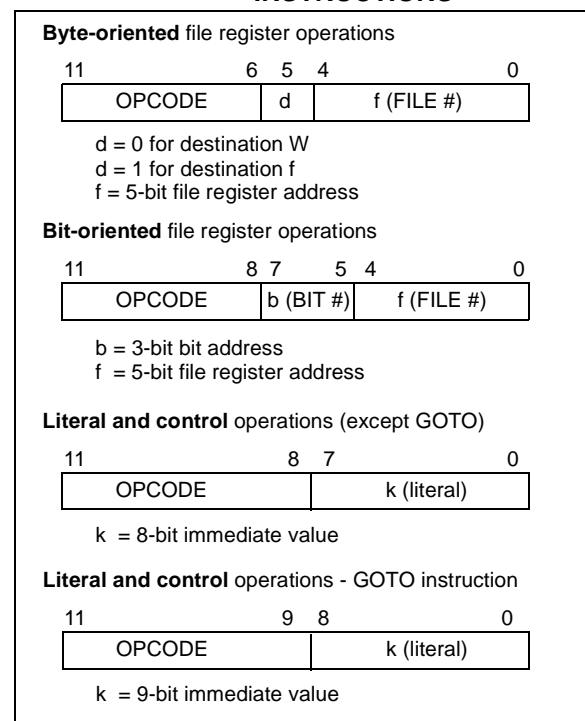 Byte-oriented file register operations
11 6 5 4 0
OPCODE d f (FILE #)
d = 0 for destination W
d = 1 for destination f
f = 5-bit file register address
Bit-oriented file register operations
11 8 7 5 4 0
OPCODE b (BIT #) f (FILE #)
b = 3-bit bit address
f = 5-bit file register address
Literal and control operations (except GOTO)
11 8 7 0
OPCODE k (literal)
k = 8-bit immediate value
Literal and control operations - GOTO instruction
11 9 8 0
OPCODE k (literal)
k = 9-bit immediate value